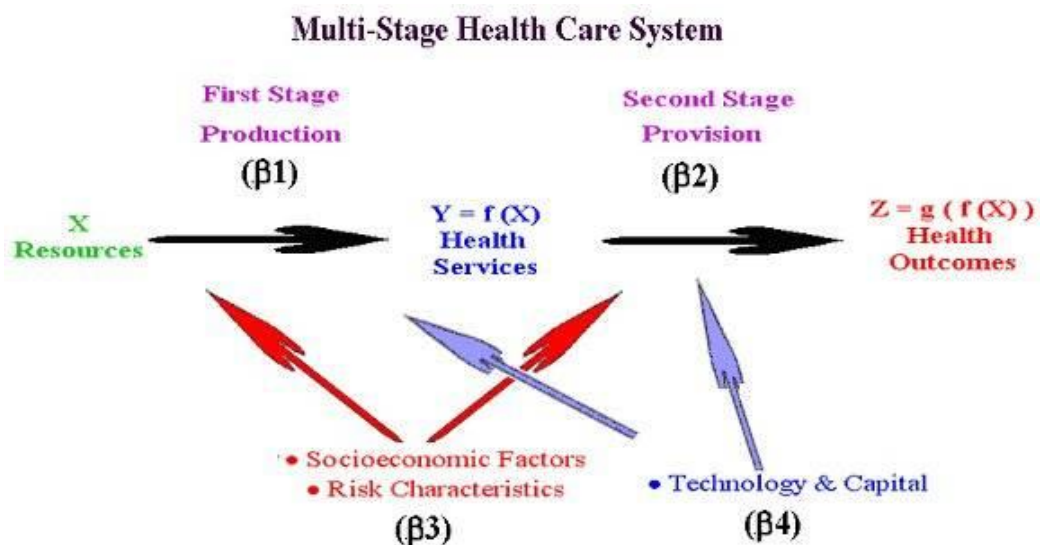 Multi-Stage Health Care System
First Stage
Production
(β1)
Second Stage
Provision
(β2)
X
Resources
Y = f (X)
Health
Services
Z = g ( f (X) )
Health
Outcomes
• Socioeconomic Factors
• Risk Characteristics
(β3)
• Technology & Capital
(β4)